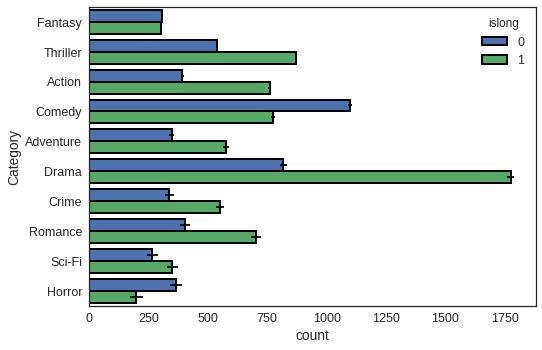 islong
0
1
Category
Fantasy
Thriller
Action
Comedy
Adventure
Drama
Crime
Romance
Sci-Fi
Horror
0 250 500 750 1000 1250 1500 1750
count